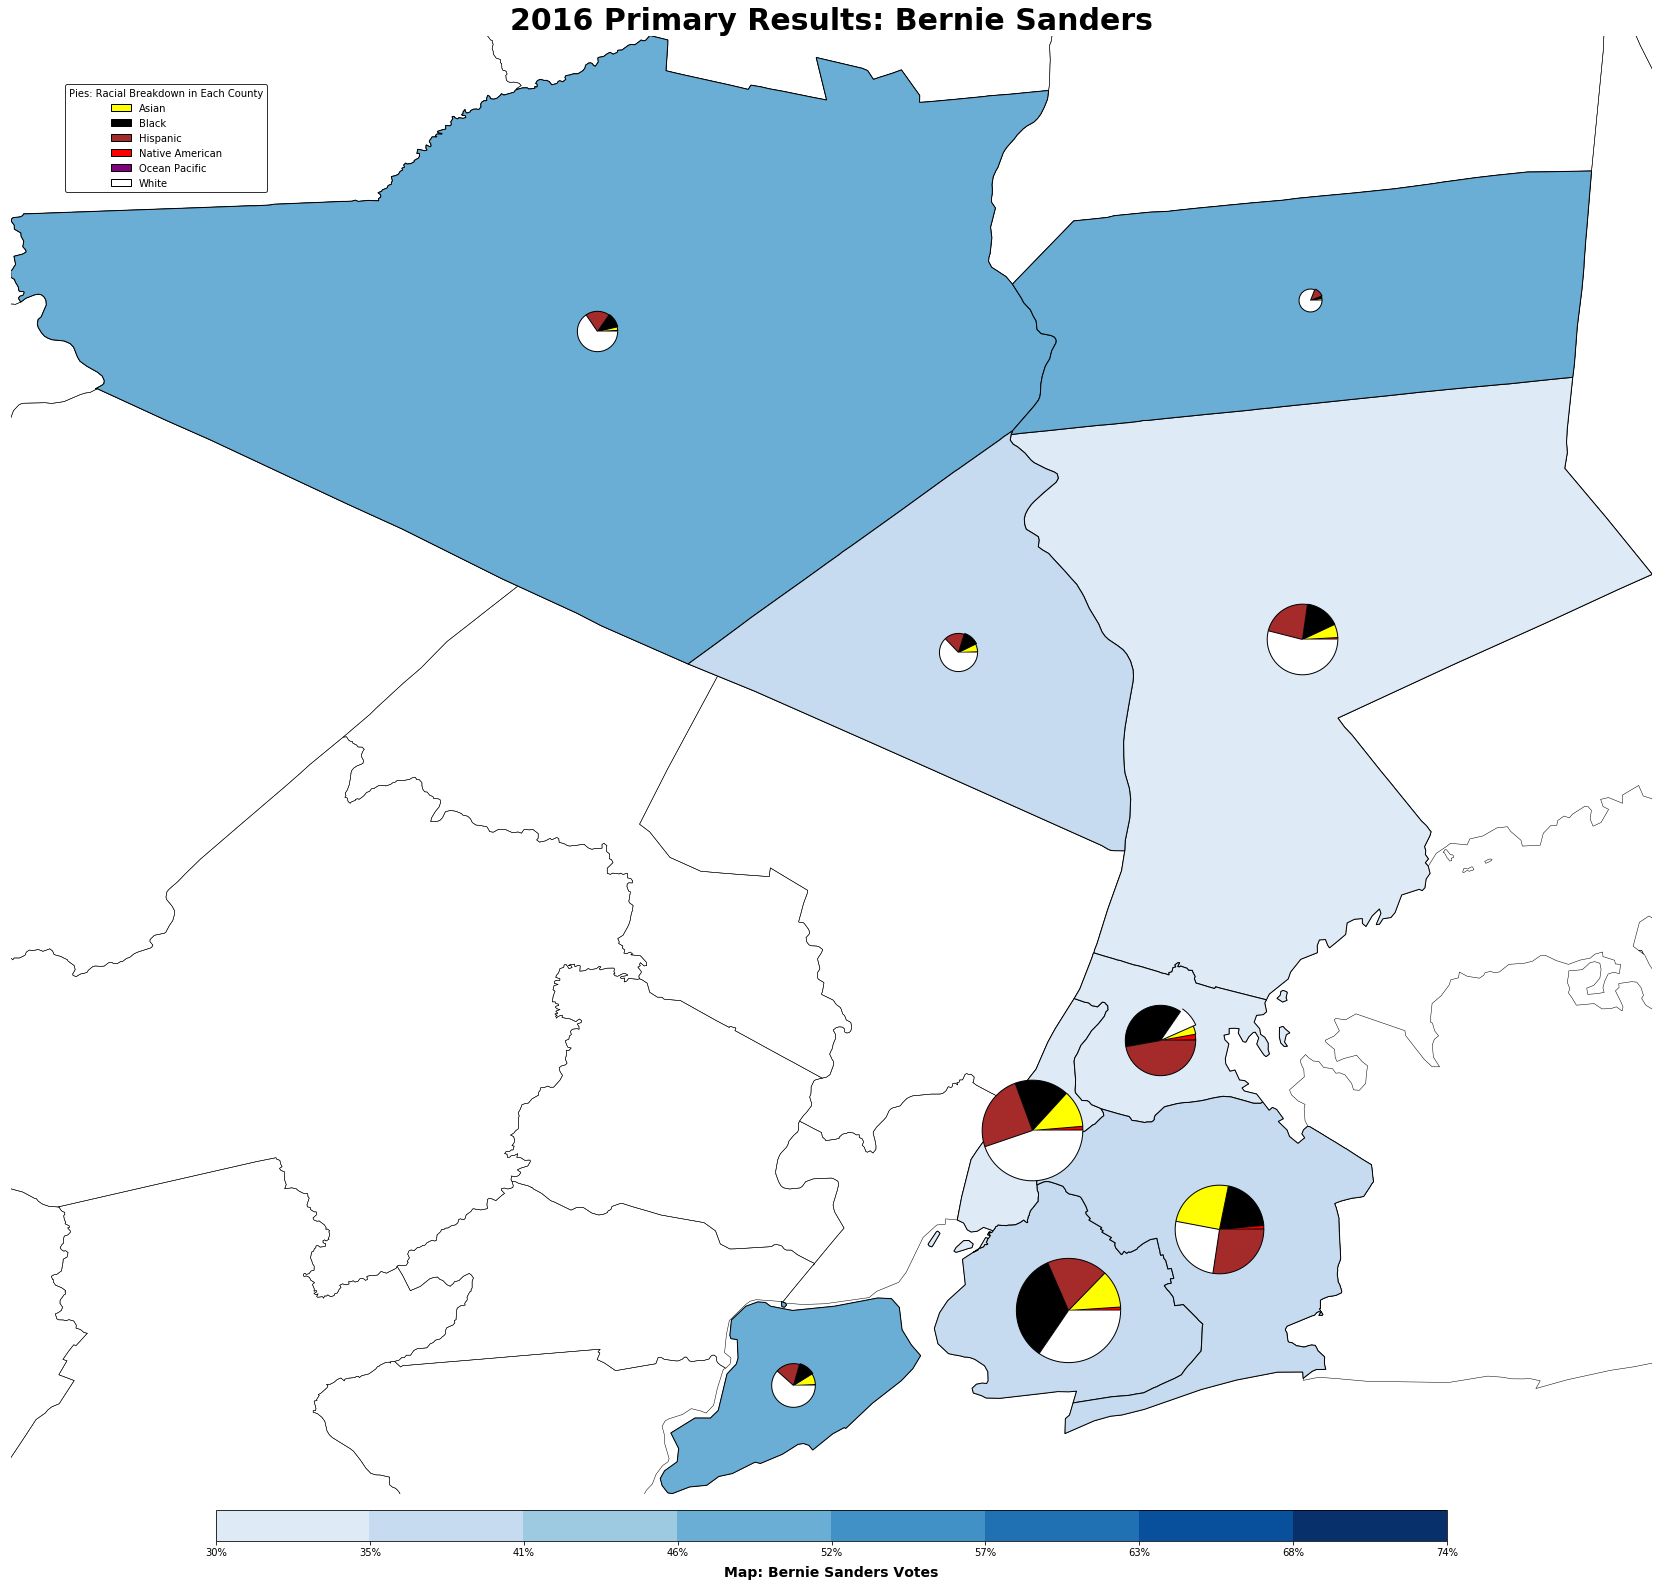 2016 Primary Results: Bernie Sanders
Pies: Racial Breakdown in Each County
Asian
Black
Hispanic
Native American
Ocean Pacific
White
30% 35% 41% 46% 52% 57% 63% 68% 74%
Map: Bernie Sanders Votes